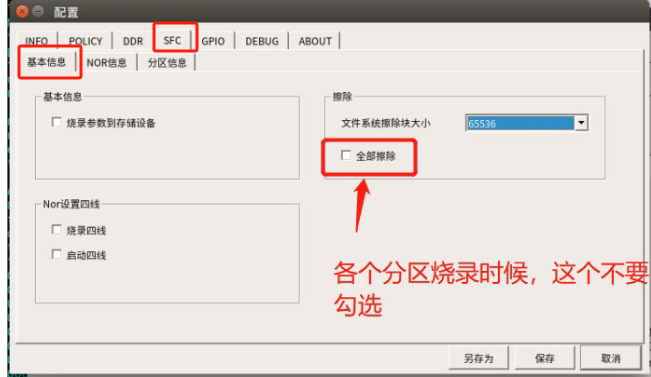 配置
INFO POLICY DDR SFC GPIO DEBUG ABOUT
基本信息 NOR信息 分区信息
基本信息
烧录参数到存储设备
擦除
文件系统擦除块大小 65536
全部擦除
Nor设置四线
烧录四线
启动四线
各个分区烧录时候，这个不要
勾选
另存为 保存 取消